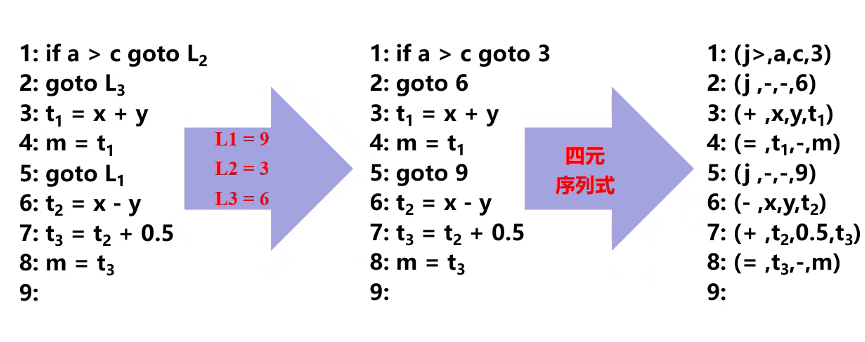 1: if a > c goto L₂
2: goto L₃
3: t₁ = x + y
4: m = t₁
5: goto L₁
6: t₂ = x - y
7: t₃ = t₂ + 0.5
8: m = t₃
9:
L1 = 9
L2 = 3
L3 = 6
1: if a > c goto 3
2: goto 6
3: t₁ = x + y
4: m = t₁
5: goto 9
6: t₂ = x - y
7: t₃ = t₂ + 0.5
8: m = t₃
9:
四元
序列式
1: (j>,a,c,3)
2: (j ,-,-,6)
3: (+ ,x,y,t₁)
4: (= ,t₁,-,m)
5: (j ,-,-,9)
6: (- ,x,y,t₂)
7: (+ ,t₂,0.5,t₃)
8: (= ,t₃,-,m)
9: